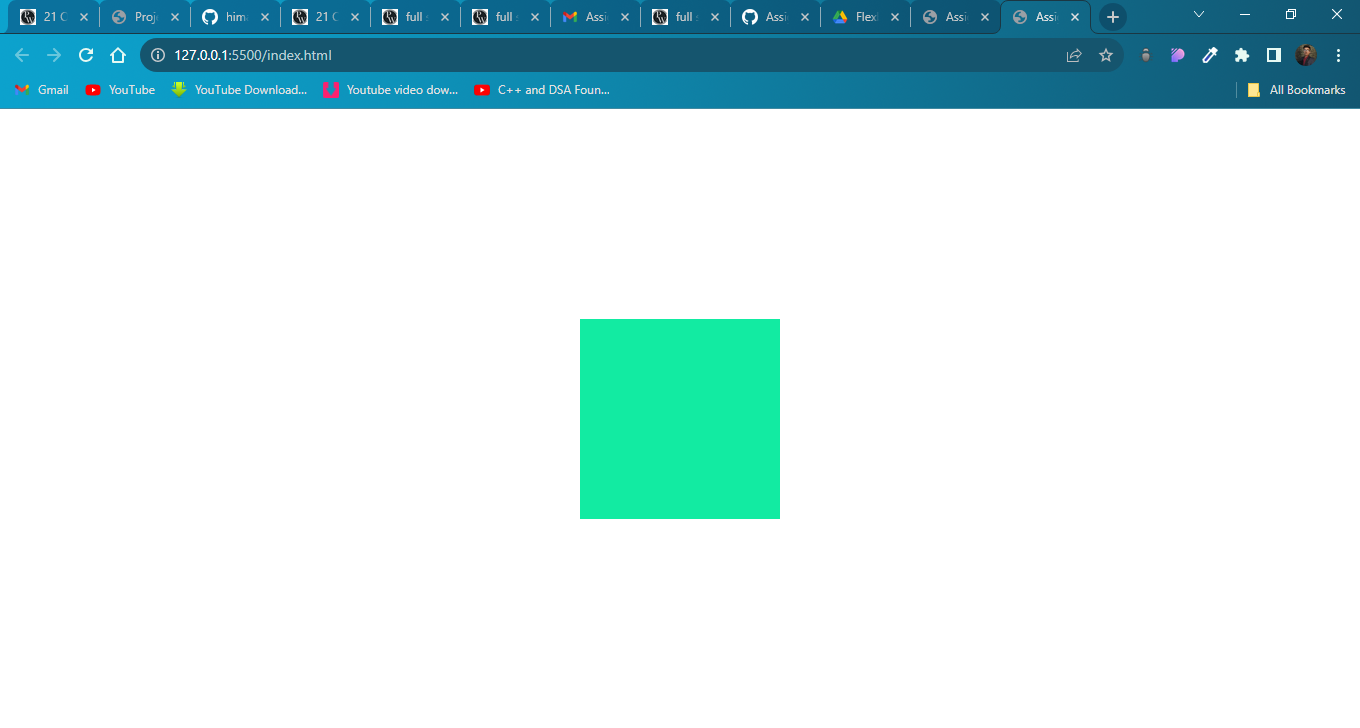 21 C Proj him 21 C full s full s Assi full s Assi Flex Assi Assi
127.0.0.1:5500/index.html
Gmail YouTube YouTube Download... Youtube video dow... C++ and DSA Foun... All Bookmarks